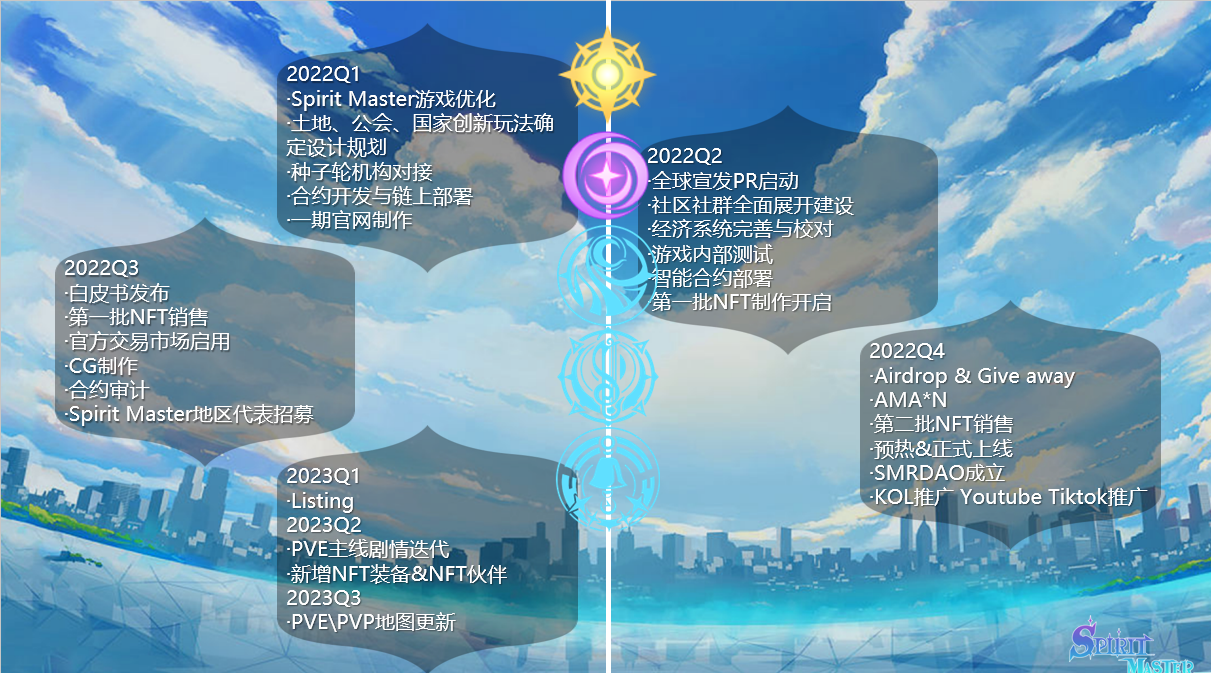 2022Q1
·Spirit Master游戏优化
·土地、公会、国家创新玩法确
定设计规划
·种子轮机构对接
·合约开发与链上部署
·一期官网制作
2022Q2
·全球宣发PR启动
·社区社群全面展开建设
·经济系统完善与校对
·游戏内部测试
·智能合约部署
·第一批NFT制作开启
2022Q3
·白皮书发布
·第一批NFT销售
·官方交易市场启用
·CG制作
·合约审计
·Spirit Master地区代表招募
2022Q4
·Airdrop & Give away
·AMA*N
·第二批NFT销售
·预热&正式上线
·SMRDAO成立
·KOL推广 Youtube Tiktok推广
2023Q1
·Listing
2023Q2
·PVE主线剧情迭代
·新增NFT装备&NFT伙伴
2023Q3
·PVE\PVP地图更新
SPIRIT
MASTER